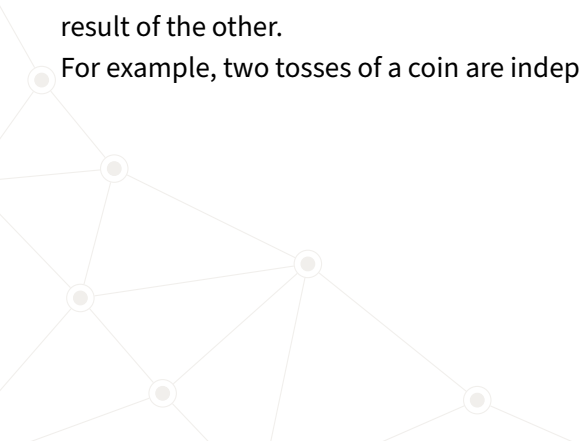 result of the other.
For example, two tosses of a coin are indep